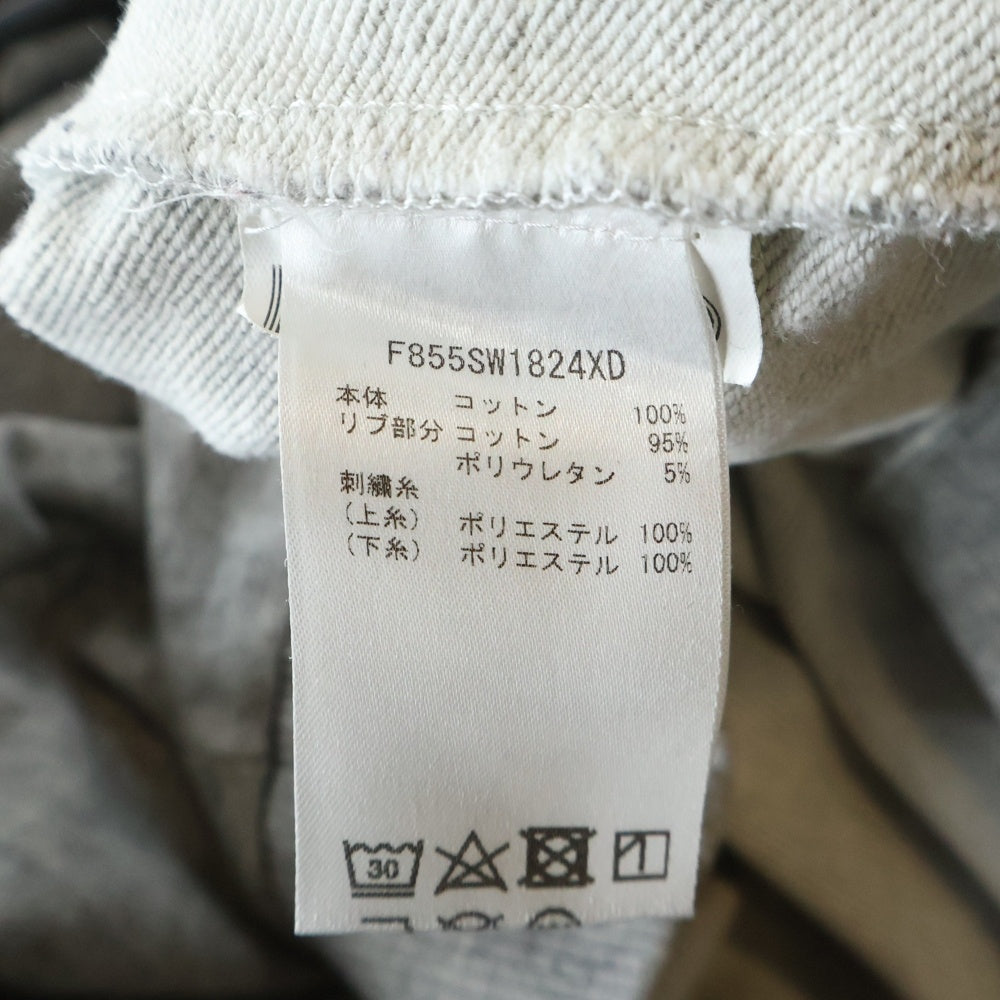 F855SW1824XD
本体 コットン 100%
リブ部分 コットン 95%
ポリウレタン 5%
刺繍糸
(上糸) ポリエステル 100%
(下糸) ポリエステル 100%
30